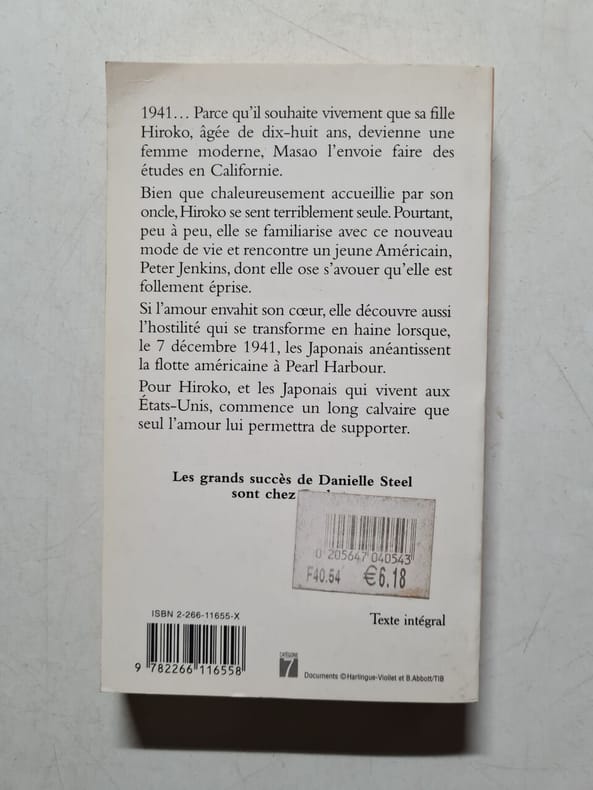 1941... Parce qu'il souhaite vivement que sa fille
Hiroko, âgée de dix-huit ans, devienne une
femme moderne, Masao l'envoie faire des
études en Californie.
Bien que chaleureusement accueillie par son
oncle, Hiroko se sent terriblement seule. Pourtant,
peu à peu, elle se familiarise avec ce nouveau
mode de vie et rencontre un jeune Américain,
Peter Jenkins, dont elle ose s'avouer qu'elle est
follement éprise.
Si l'amour envahit son cœur, elle découvre aussi
l'hostilité qui se transforme en haine lorsque,
le 7 décembre 1941, les Japonais anéantissent
la flotte américaine à Pearl Harbour.
Pour Hiroko, et les Japonais qui vivent aux
États-Unis, commence un long calvaire que
seul l'amour lui permettra de supporter.
Les grands succès de Danielle Steel
sont chez
0 205647 040543
F40.54 €6.18
Texte intégral
ISBN 2-266-11655-X
9 782266 116558
CATÉGORIE
7
Documents © Harlingue-Viollet et B.Abbott/TIB